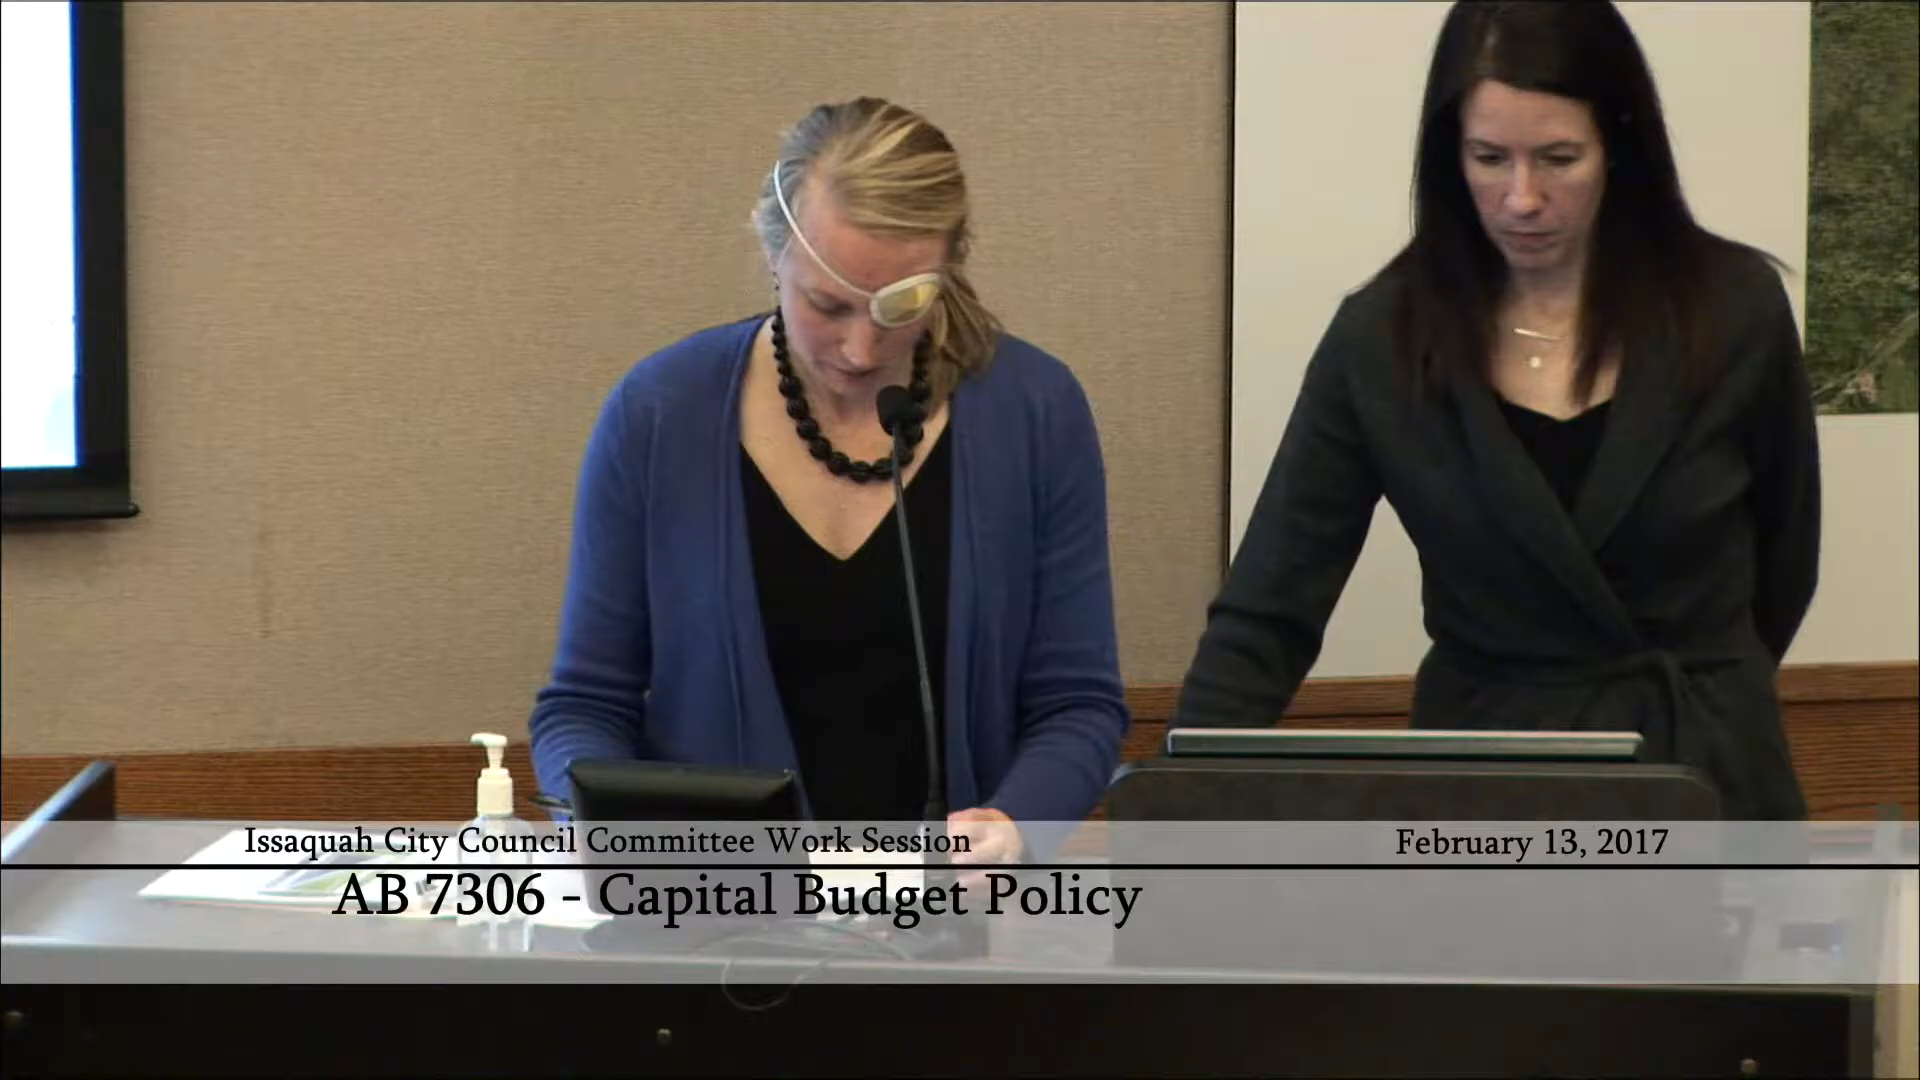 Issaquah City Council Committee Work Session
February 13, 2017
AB 7306 - Capital Budget Policy